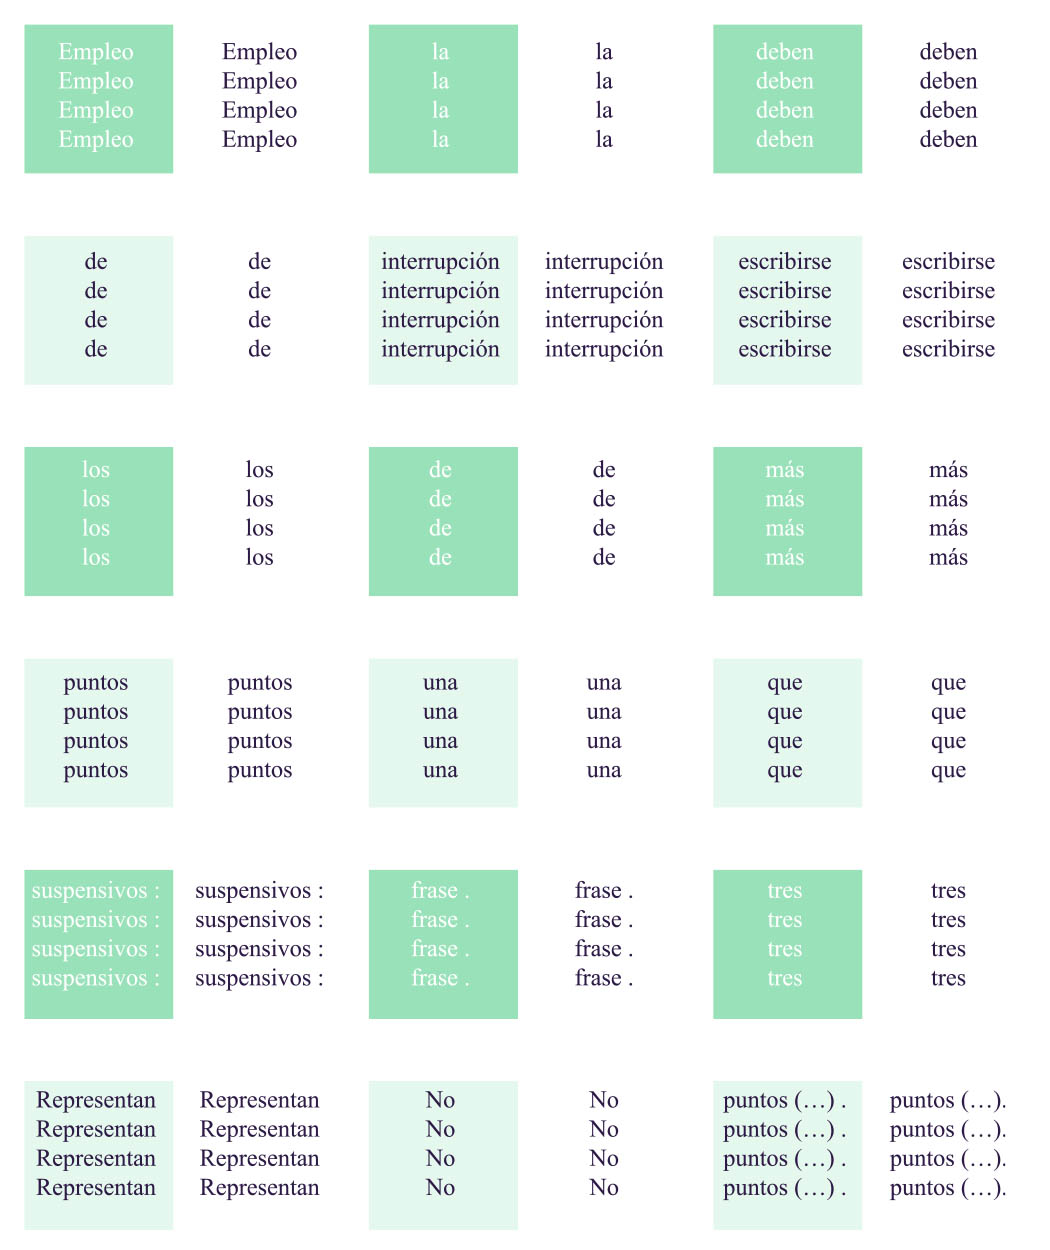 Empleo Empleo la la deben deben
Empleo Empleo la la deben deben
Empleo Empleo la la deben deben
Empleo Empleo la la deben deben
de de interrupción interrupción escribirse escribirse
de de interrupción interrupción escribirse escribirse
de de interrupción interrupción escribirse escribirse
de de interrupción interrupción escribirse escribirse
los los de de más más
los los de de más más
los los de de más más
los los de de más más
puntos puntos una una que que
puntos puntos una una que que
puntos puntos una una que que
puntos puntos una una que que
suspensivos : suspensivos : frase . frase . tres tres
suspensivos : suspensivos : frase . frase . tres tres
suspensivos : suspensivos : frase . frase . tres tres
suspensivos : suspensivos : frase . frase . tres tres
Representan Representan No No puntos (…) . puntos (…).
Representan Representan No No puntos (…) . puntos (…).
Representan Representan No No puntos (…) . puntos (…).
Representan Representan No No puntos (…) . puntos (…).